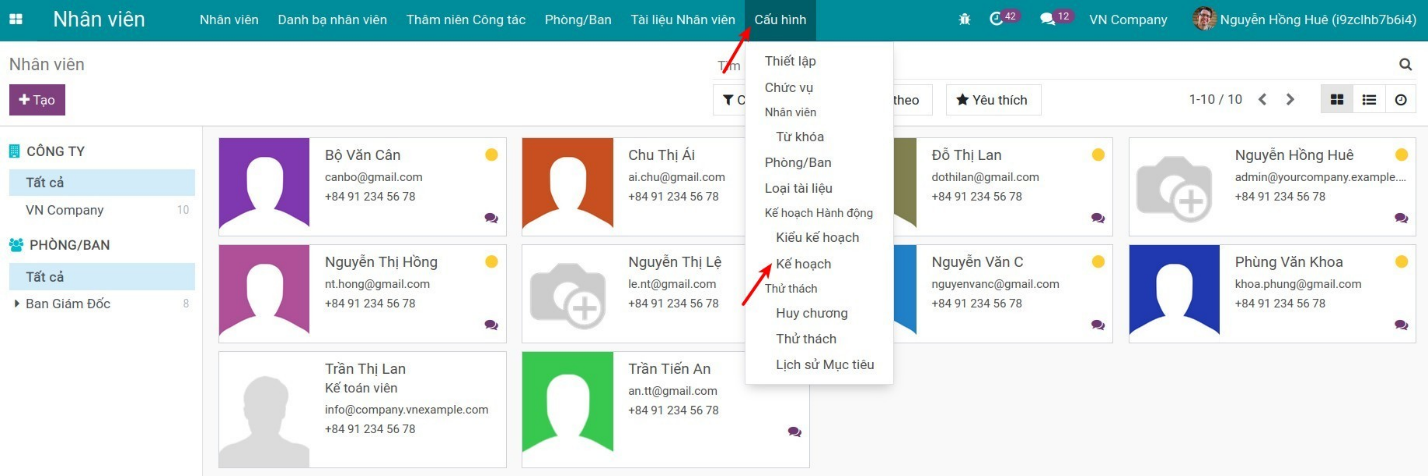 Nhân viên
Nhân viên Danh bạ nhân viên Thâm niên Công tác Phòng/Ban Tài liệu Nhân viên Cấu hình
42 12 VN Company Nguyễn Hồng Huê (i9zclhb7b6i4)
Nhân viên
+ Tạo
Tìm
theo
Yêu thích
1-10 / 10
Thiết lập
Chức vụ
Nhân viên
Từ khóa
Phòng/Ban
Loại tài liệu
Kế hoạch Hành động
Kiểu kế hoạch
Kế hoạch
Thử thách
Huy chương
Thử thách
Lịch sử Mục tiêu
CÔNG TY
Tất cả
VN Company 10
PHÒNG/BAN
Tất cả
Ban Giám Đốc 8
Bộ Văn Cân
canbo@gmail.com
+84 91 234 56 78
Chu Thị Ái
ai.chu@gmail.com
+84 91 234 56 78
Đỗ Thị Lan
dothilan@gmail.com
+84 91 234 56 78
Nguyễn Hồng Huê
admin@yourcompany.example....
+84 91 234 56 78
Nguyễn Thị Hồng
nt.hong@gmail.com
+84 91 234 56 78
Nguyễn Thị Lệ
le.nt@gmail.com
+84 91 234 56 78
Nguyễn Văn C
nguyenvanc@gmail.com
+84 91 234 56 78
Phùng Văn Khoa
khoa.phung@gmail.com
+84 91 234 56 78
Trần Thị Lan
Kế toán viên
info@company.vnexample.com
+84 91 234 56 78
Trần Tiến An
an.tt@gmail.com
+84 91 234 56 78